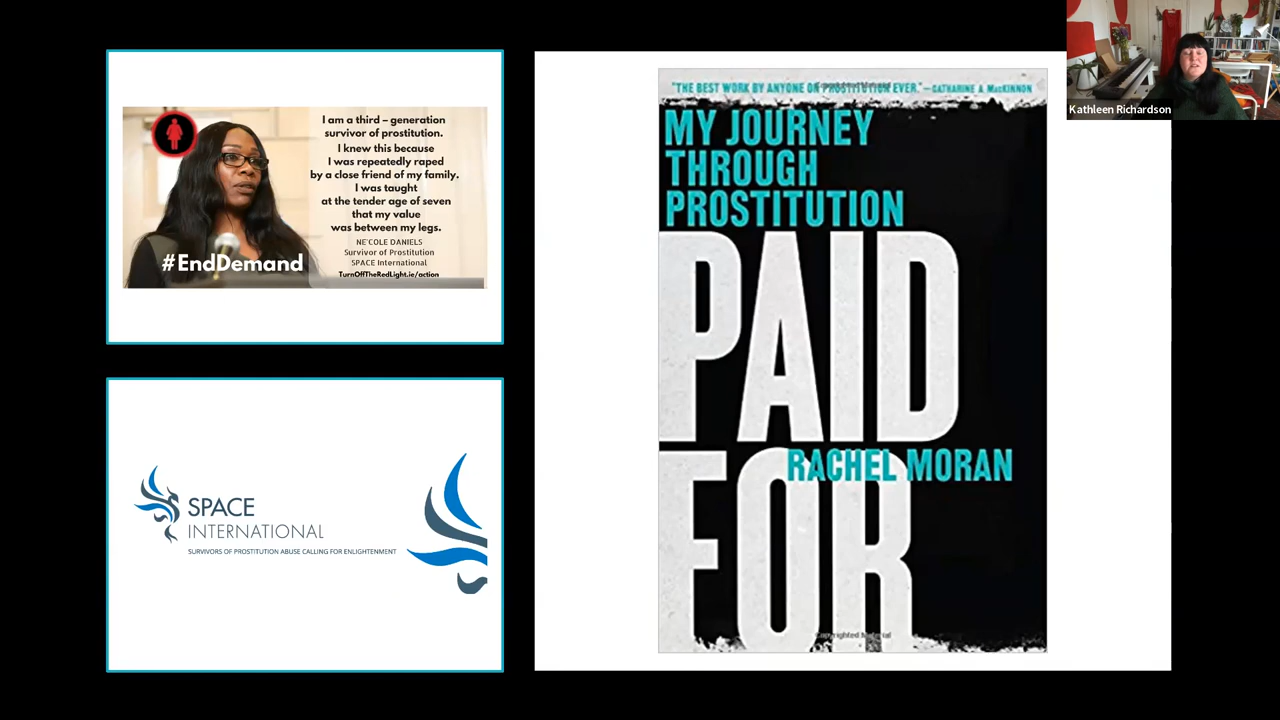 I am a third – generation
survivor of prostitution.
I knew this because
I was repeatedly raped
by a close friend of my family.
I was taught
at the tender age of seven
that my value
was between my legs.
NE'COLE DANIELS
Survivor of Prostitution
SPACE International
TurnOffTheRedLight.ie/action
#EndDemand
SPACE
INTERNATIONAL
SURVIVORS OF PROSTITUTION ABUSE CALLING FOR ENLIGHTENMENT
"THE BEST WORK BY ANYONE ON PROSTITUTION EVER." —CATHARINE A. MacKINNON
MY JOURNEY
THROUGH
PROSTITUTION
PAID
RACHEL MORAN
FOR
Copyrighted Material
Kathleen Richardson